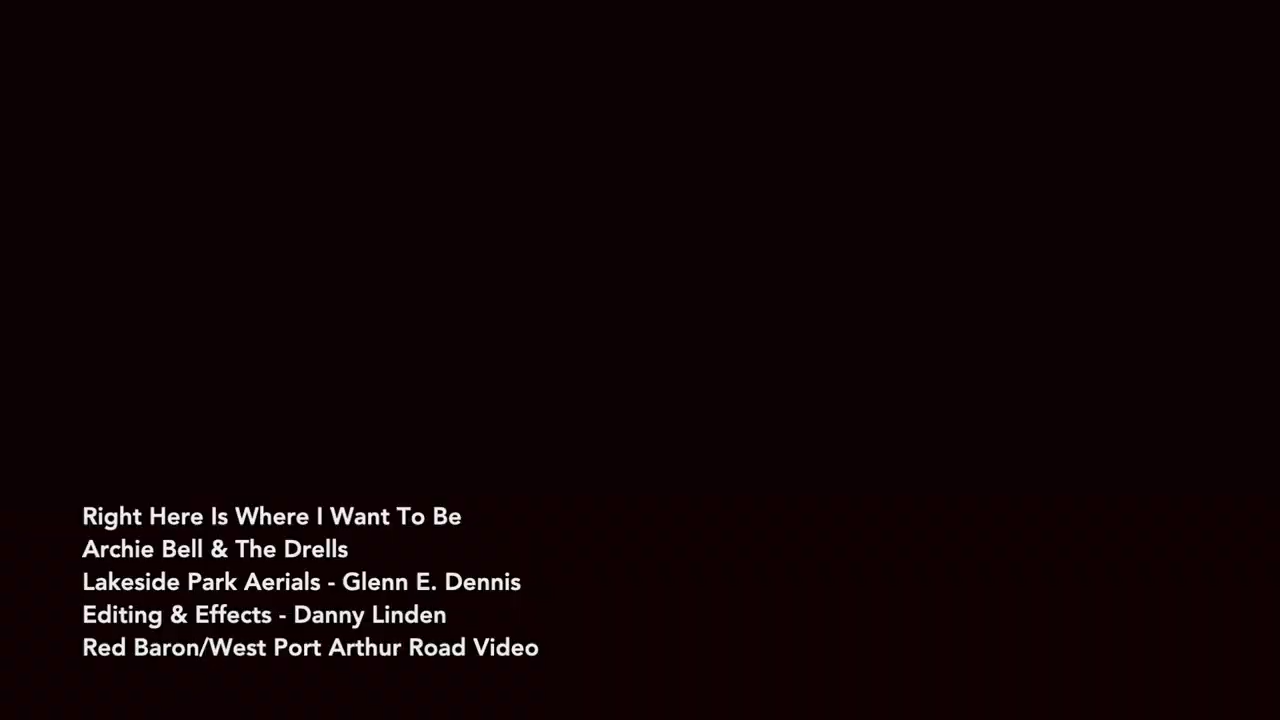 Right Here Is Where I Want To Be
Archie Bell & The Drells
Lakeside Park Aerials - Glenn E. Dennis
Editing & Effects - Danny Linden
Red Baron/West Port Arthur Road Video